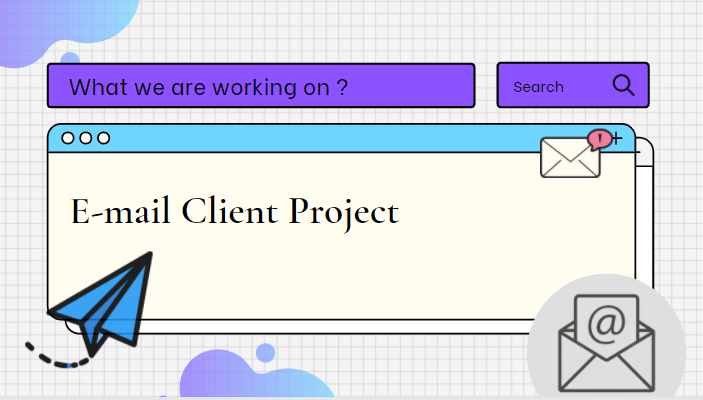 What we are working on ?
Search
E-mail Client Project
@